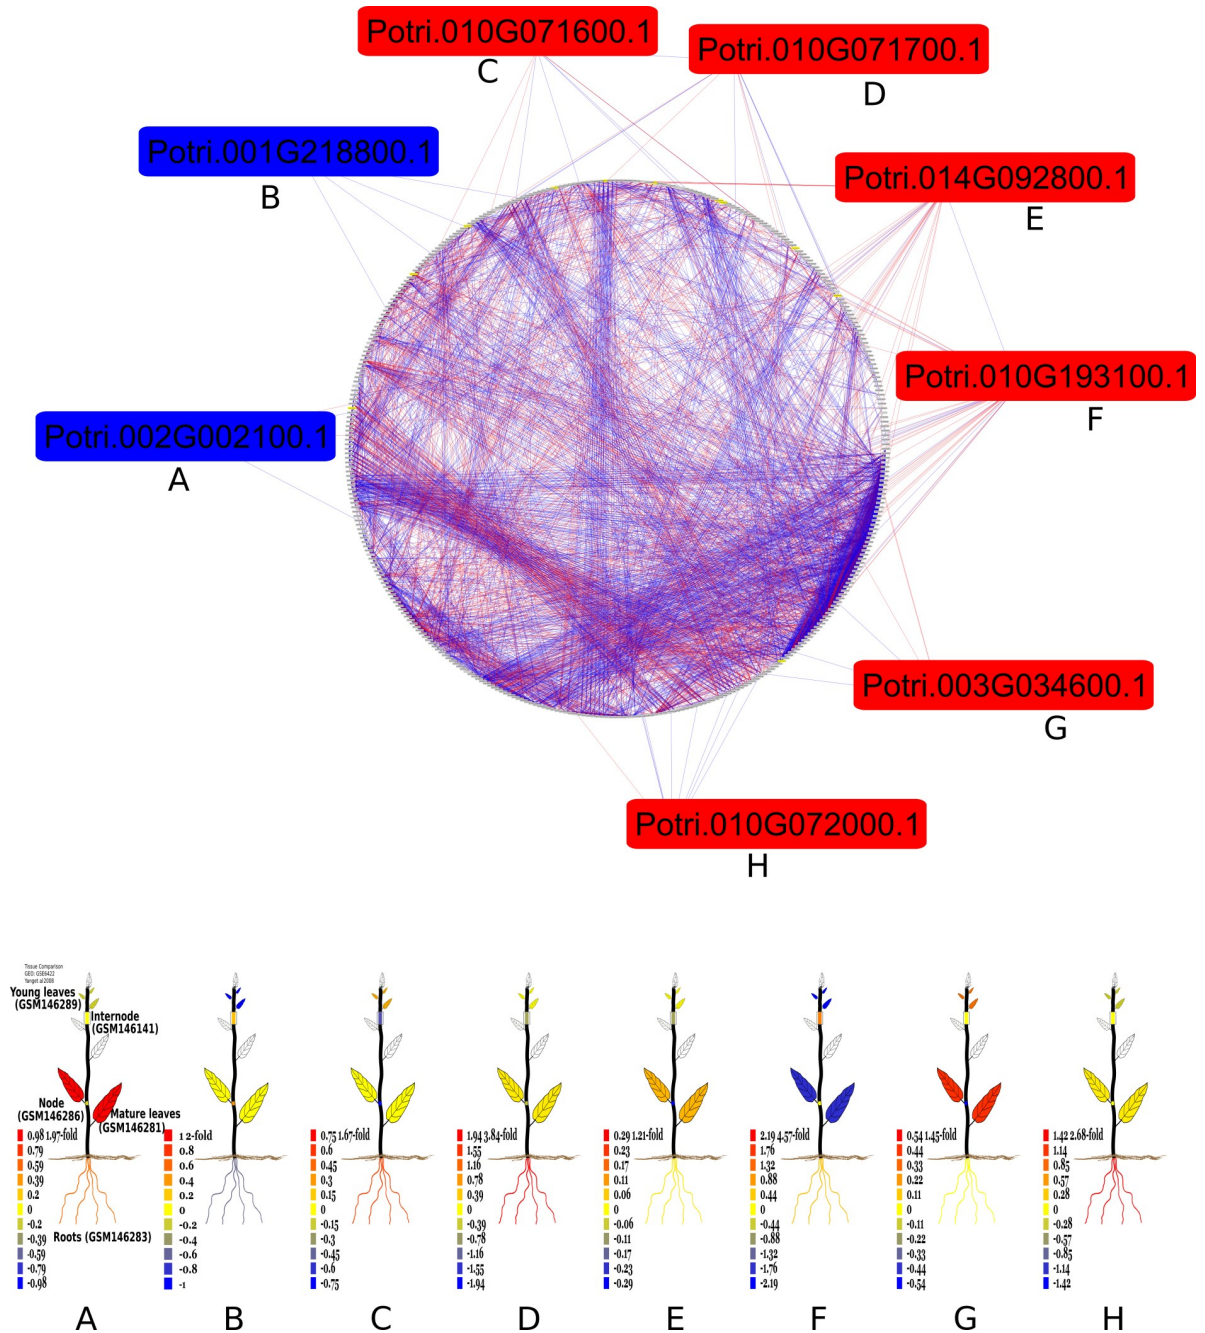 Potri.010G071600.1
C
Potri.010G071700.1
D
Potri.001G218800.1
B
Potri.014G092800.1
E
Potri.010G193100.1
F
Potri.002G002100.1
A
Potri.003G034600.1
G
Potri.010G072000.1
H
Tissue Comparison
GEO: GSE6422
Yang et al 2008
Young leaves
(GSM146289)
Internode
(GSM146141)
Node
(GSM146286)
Mature leaves
(GSM146281)
Roots (GSM146283)
0.98 1.97-fold
0.79
0.59
0.39
0.2
0
-0.2
-0.39
-0.59
-0.79
-0.98
A
1 2-fold
0.8
0.6
0.4
0.2
0
-0.2
-0.4
-0.6
-0.8
-1
B
0.75 1.67-fold
0.6
0.45
0.3
0.15
0
-0.15
-0.3
-0.45
-0.6
-0.75
C
1.94 3.84-fold
1.55
1.16
0.78
0.39
0
-0.39
-0.78
-1.16
-1.55
-1.94
D
0.29 1.21-fold
0.23
0.17
0.11
0.06
0
-0.06
-0.11
-0.17
-0.23
-0.29
E
2.19 4.57-fold
1.76
1.32
0.88
0.44
0
-0.44
-0.88
-1.32
-1.76
-2.19
F
0.54 1.45-fold
0.44
0.33
0.22
0.11
0
-0.11
-0.22
-0.33
-0.44
-0.54
G
1.42 2.68-fold
1.14
0.85
0.57
0.28
0
-0.28
-0.57
-0.85
-1.14
-1.42
H